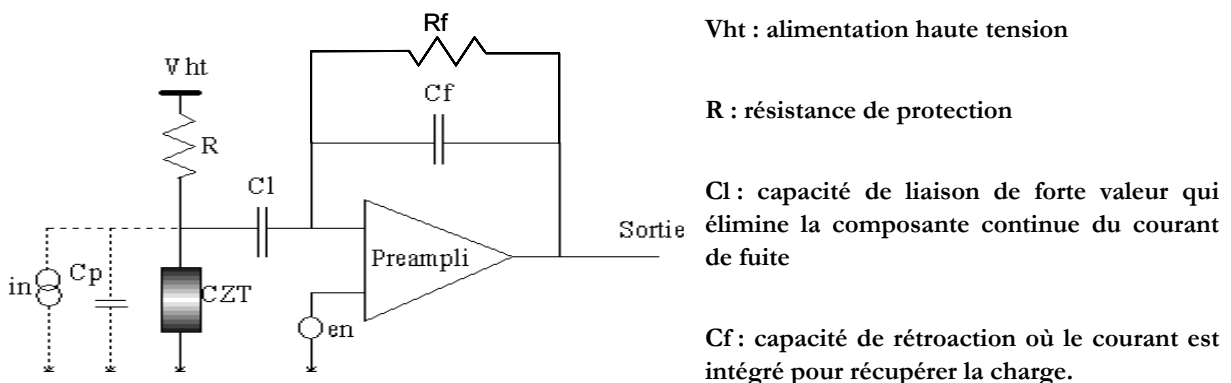 Rf
Vht : alimentation haute tension
V ht
Cf
R
R : résistance de protection
Cl
Cl : capacité de liaison de forte valeur qui
élimine la composante continue du courant
de fuite
Sortie
Preampli
in
Cp
CZT
en
Cf : capacité de rétroaction où le courant est
intégré pour récupérer la charge.